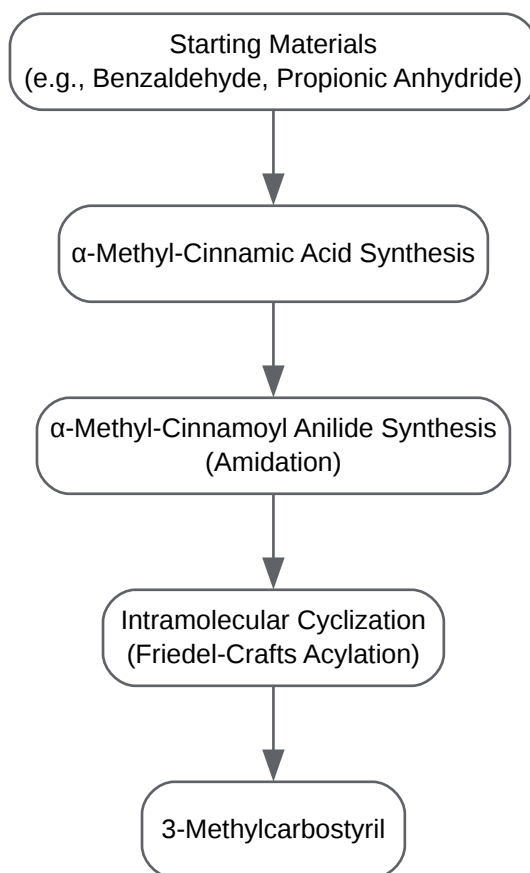 Starting Materials
(e.g., Benzaldehyde, Propionic Anhydride)
α-Methyl-Cinnamic Acid Synthesis
α-Methyl-Cinnamoyl Anilide Synthesis
(Amidation)
Intramolecular Cyclization
(Friedel-Crafts Acylation)
3-Methylcarbostyril